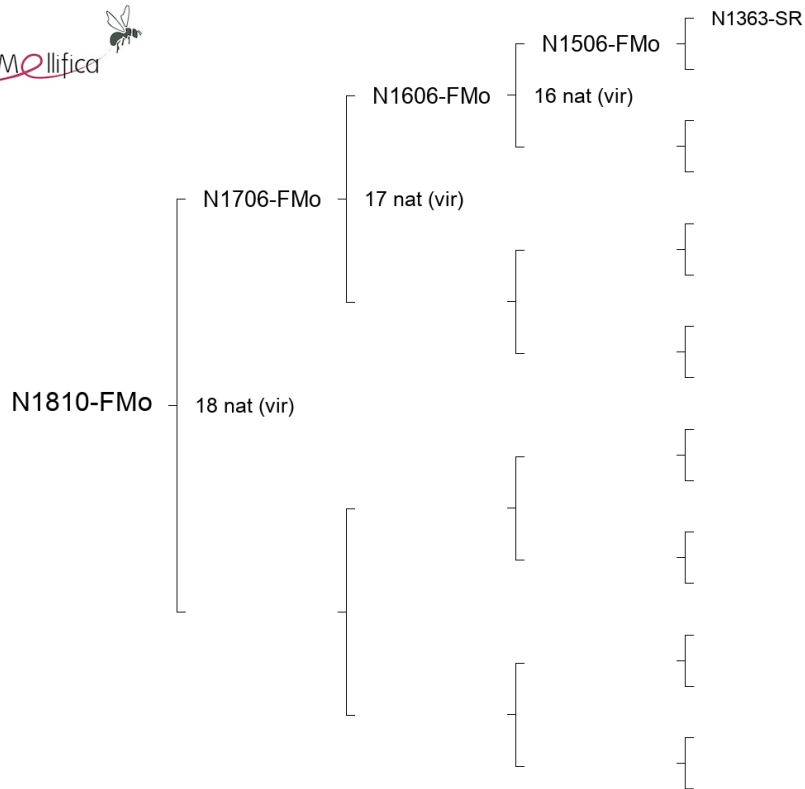 Mellifica
N1363-SR
N1506-FMo
N1606-FMo
16 nat (vir)
N1706-FMo
17 nat (vir)
N1810-FMo
18 nat (vir)